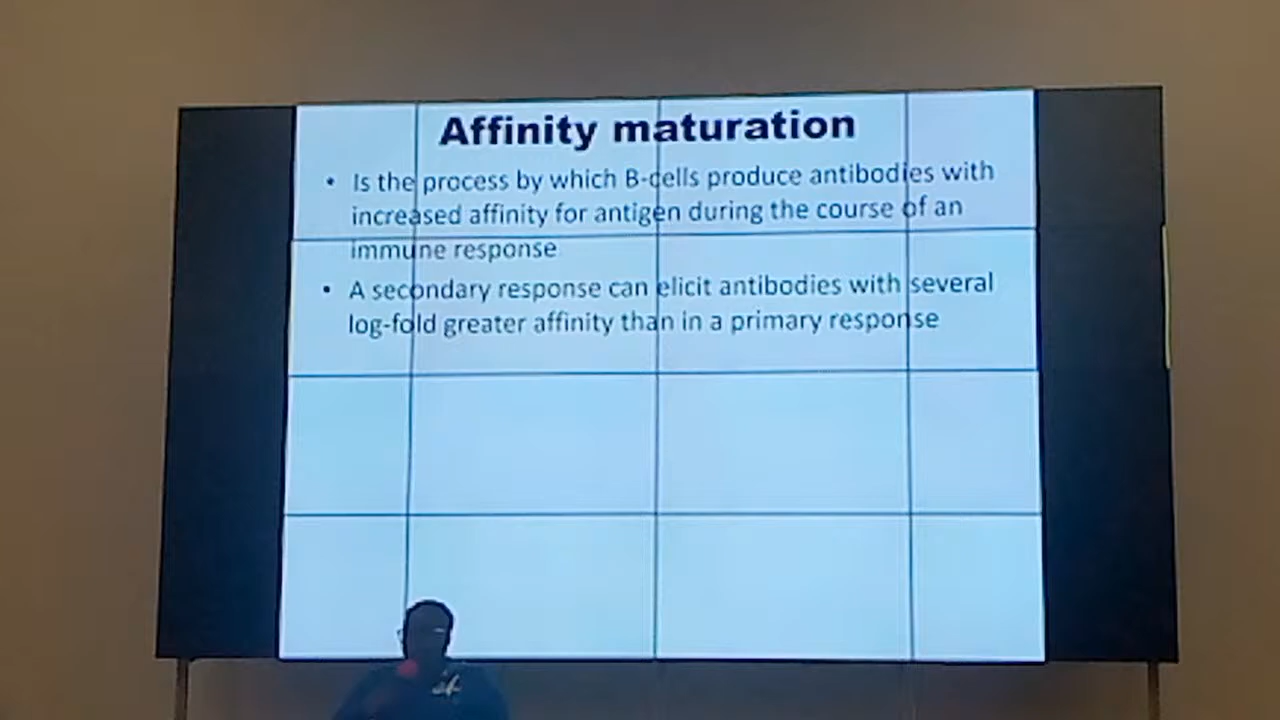 Affinity maturation
• Is the process by which B-cells produce antibodies with
increased affinity for antigen during the course of an
immune response
• A secondary response can elicit antibodies with several
log-fold greater affinity than in a primary response